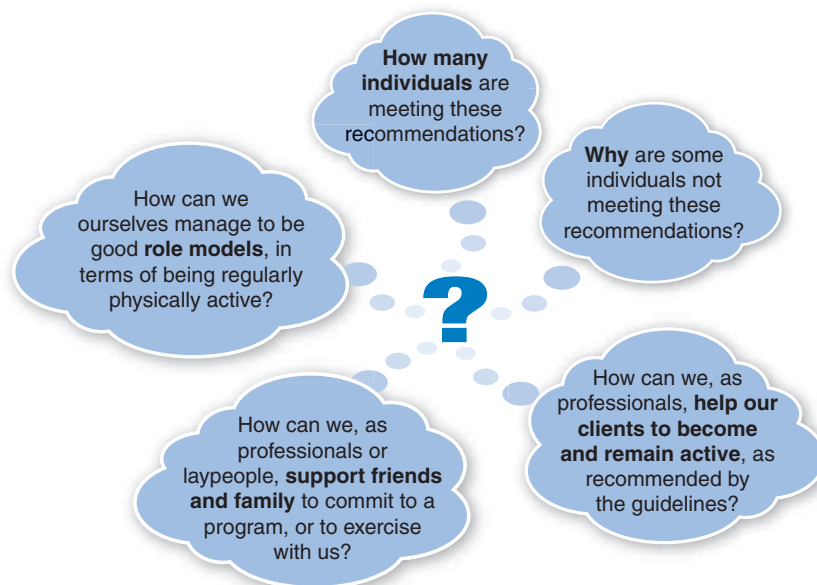 How many
individuals are
meeting these
recommendations?
Why are some
individuals not
meeting these
recommendations?
How can we
ourselves manage to be
good role models, in
terms of being regularly
physically active?
?
How can we, as
professionals, help our
clients to become
and remain active, as
recommended by
the guidelines?
How can we, as
professionals or
laypeople, support friends
and family to commit to a
program, or to exercise
with us?